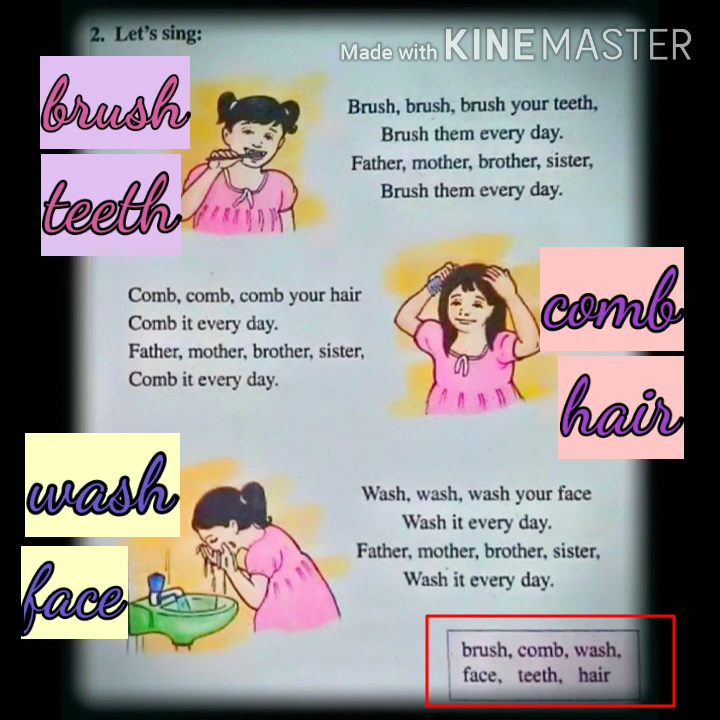 2. Let's sing:
Made with KINEMASTER
brush
teeth
Brush, brush, brush your teeth,
Brush them every day.
Father, mother, brother, sister,
Brush them every day.
Comb, comb, comb your hair
Comb it every day.
Father, mother, brother, sister,
Comb it every day.
comb
hair
wash
face
Wash, wash, wash your face
Wash it every day.
Father, mother, brother, sister,
Wash it every day.
brush, comb, wash,
face, teeth, hair